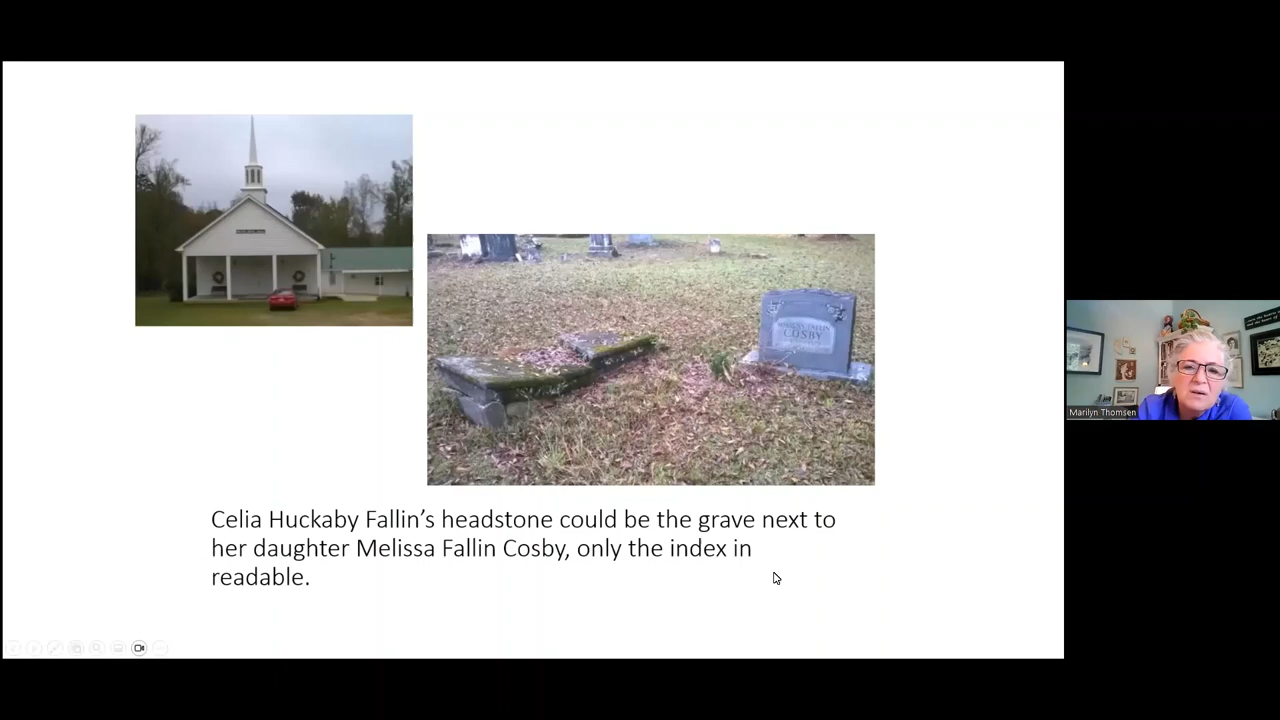 COSBY
Celia Huckaby Fallin’s headstone could be the grave next to
her daughter Melissa Fallin Cosby, only the index in
readable.
Marilyn Thomsen